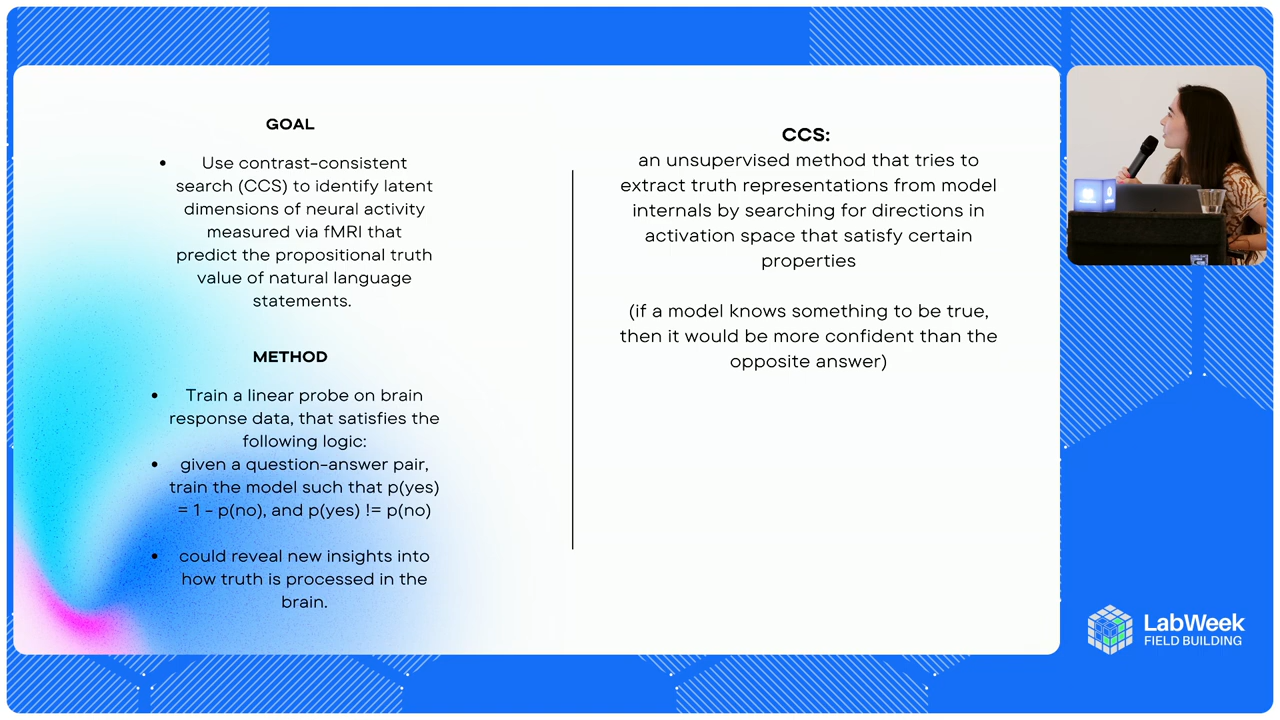 GOAL
• Use contrast-consistent
search (CCS) to identify latent
dimensions of neural activity
measured via fMRI that
predict the propositional truth
value of natural language
statements.
METHOD
• Train a linear probe on brain
response data, that satisfies the
following logic:
• given a question-answer pair,
train the model such that p(yes)
= 1 - p(no), and p(yes) != p(no)
• could reveal new insights into
how truth is processed in the
brain.
CCS:
an unsupervised method that tries to
extract truth representations from model
internals by searching for directions in
activation space that satisfy certain
properties
(if a model knows something to be true,
then it would be more confident than the
opposite answer)
LabWeek
FIELD BUILDING